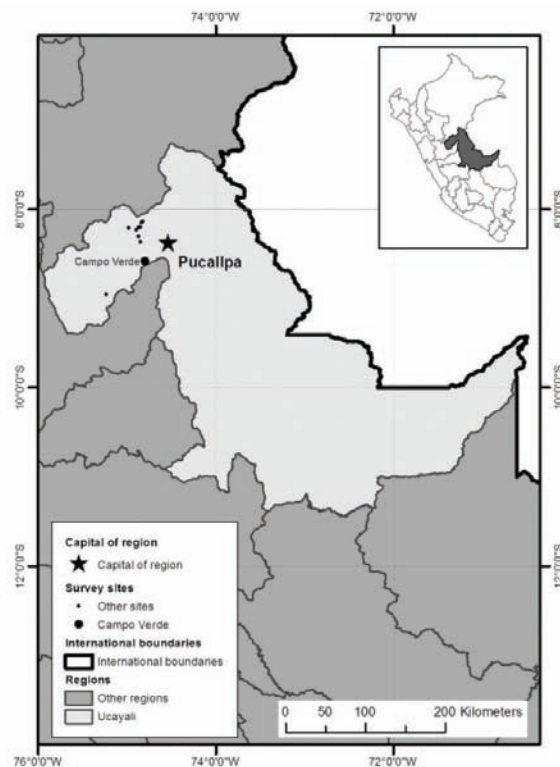 74°0'0"W
72°0'0"W
8°0'0"S
8°0'0"S
Campo Verde
Pucallpa
10°0'0"S
10°0'0"S
12°0'0"S
12°0'0"S
Capital of region
Capital of region
Survey sites
Other sites
Campo Verde
International boundaries
International boundaries
Regions
Other regions
Ucayali
0 50 100 200 Kilometers
76°0'0"W
74°0'0"W
72°0'0"W